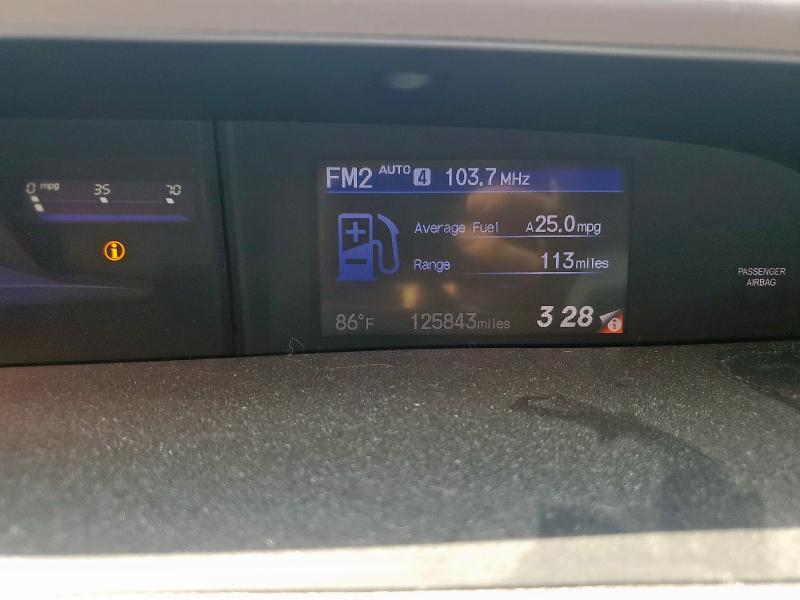 0 mpg 35 70
FM2 AUTO 4 103.7 MHz
Average Fuel A25.0mpg
Range 113miles
86°F 125843miles 3 28
PASSENGER
AIRBAG